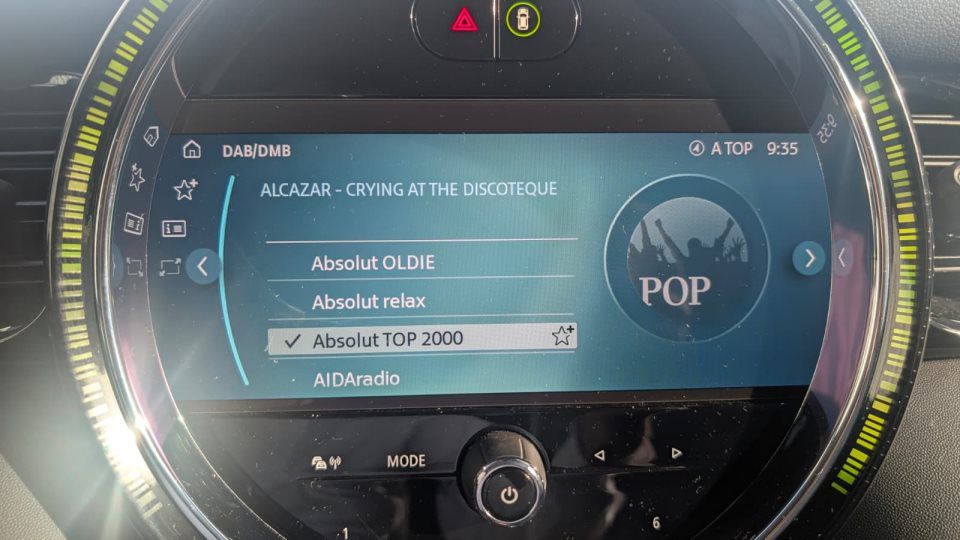 DAB/DMB
A TOP 9:35
ALCAZAR - CRYING AT THE DISCOTEQUE
Absolut OLDIE
Absolut relax
Absolut TOP 2000
AIDAradio
POP
MODE
1
6